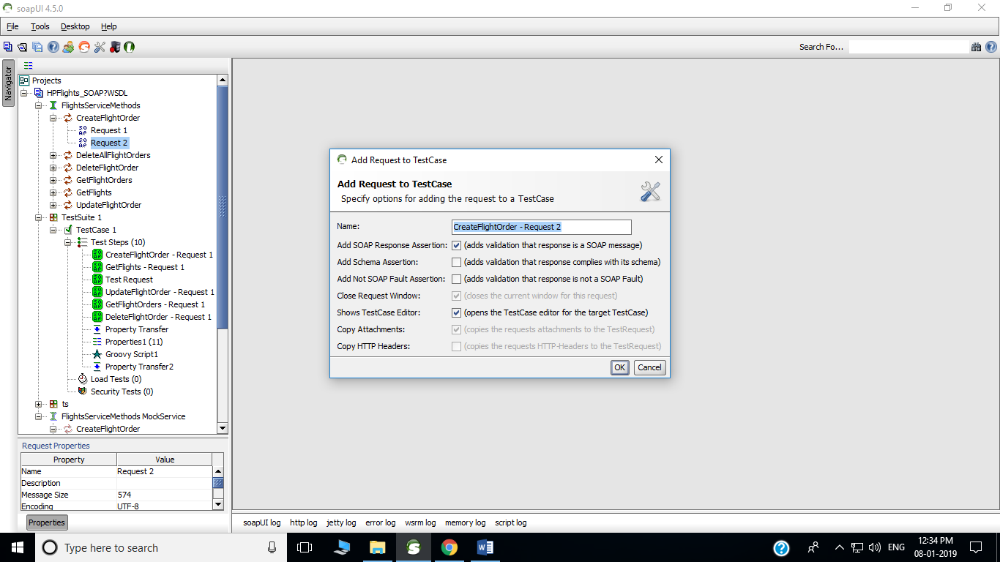 soapUI 4.5.0
File Tools Desktop Help
Search Fo...
Navigator
Projects
HPFlights_SOAP?WSDL
FlightsServiceMethods
CreateFlightOrder
Request 1
Request 2
DeleteAllFlightOrders
DeleteFlightOrder
GetFlightOrders
GetFlights
UpdateFlightOrder
TestSuite 1
TestCase 1
Test Steps (10)
CreateFlightOrder - Request 1
GetFlights - Request 1
Test Request
UpdateFlightOrder - Request 1
GetFlightOrders - Request 1
DeleteFlightOrder - Request 1
Property Transfer
Properties1 (11)
Groovy Script1
Property Transfer2
Load Tests (0)
Security Tests (0)
ts
FlightsServiceMethods MockService
CreateFlightOrder
Request Properties
Property Value
Name Request 2
Description
Message Size 574
Encoding UTF-8
Properties
Add Request to TestCase
Add Request to TestCase
Specify options for adding the request to a TestCase
Name: CreateFlightOrder - Request 2
Add SOAP Response Assertion: (adds validation that response is a SOAP message)
Add Schema Assertion: (adds validation that response complies with its schema)
Add Not SOAP Fault Assertion: (adds validation that response is not a SOAP Fault)
Close Request Window: (closes the current window for this request)
Shows TestCase Editor: (opens the TestCase editor for the target TestCase)
Copy Attachments: (copies the requests attachments to the TestRequest)
Copy HTTP Headers: (copies the requests HTTP-Headers to the TestRequest)
OK Cancel
soapUI log http log jetty log error log wsrm log memory log script log
Type here to search
ENG
12:34 PM
08-01-2019